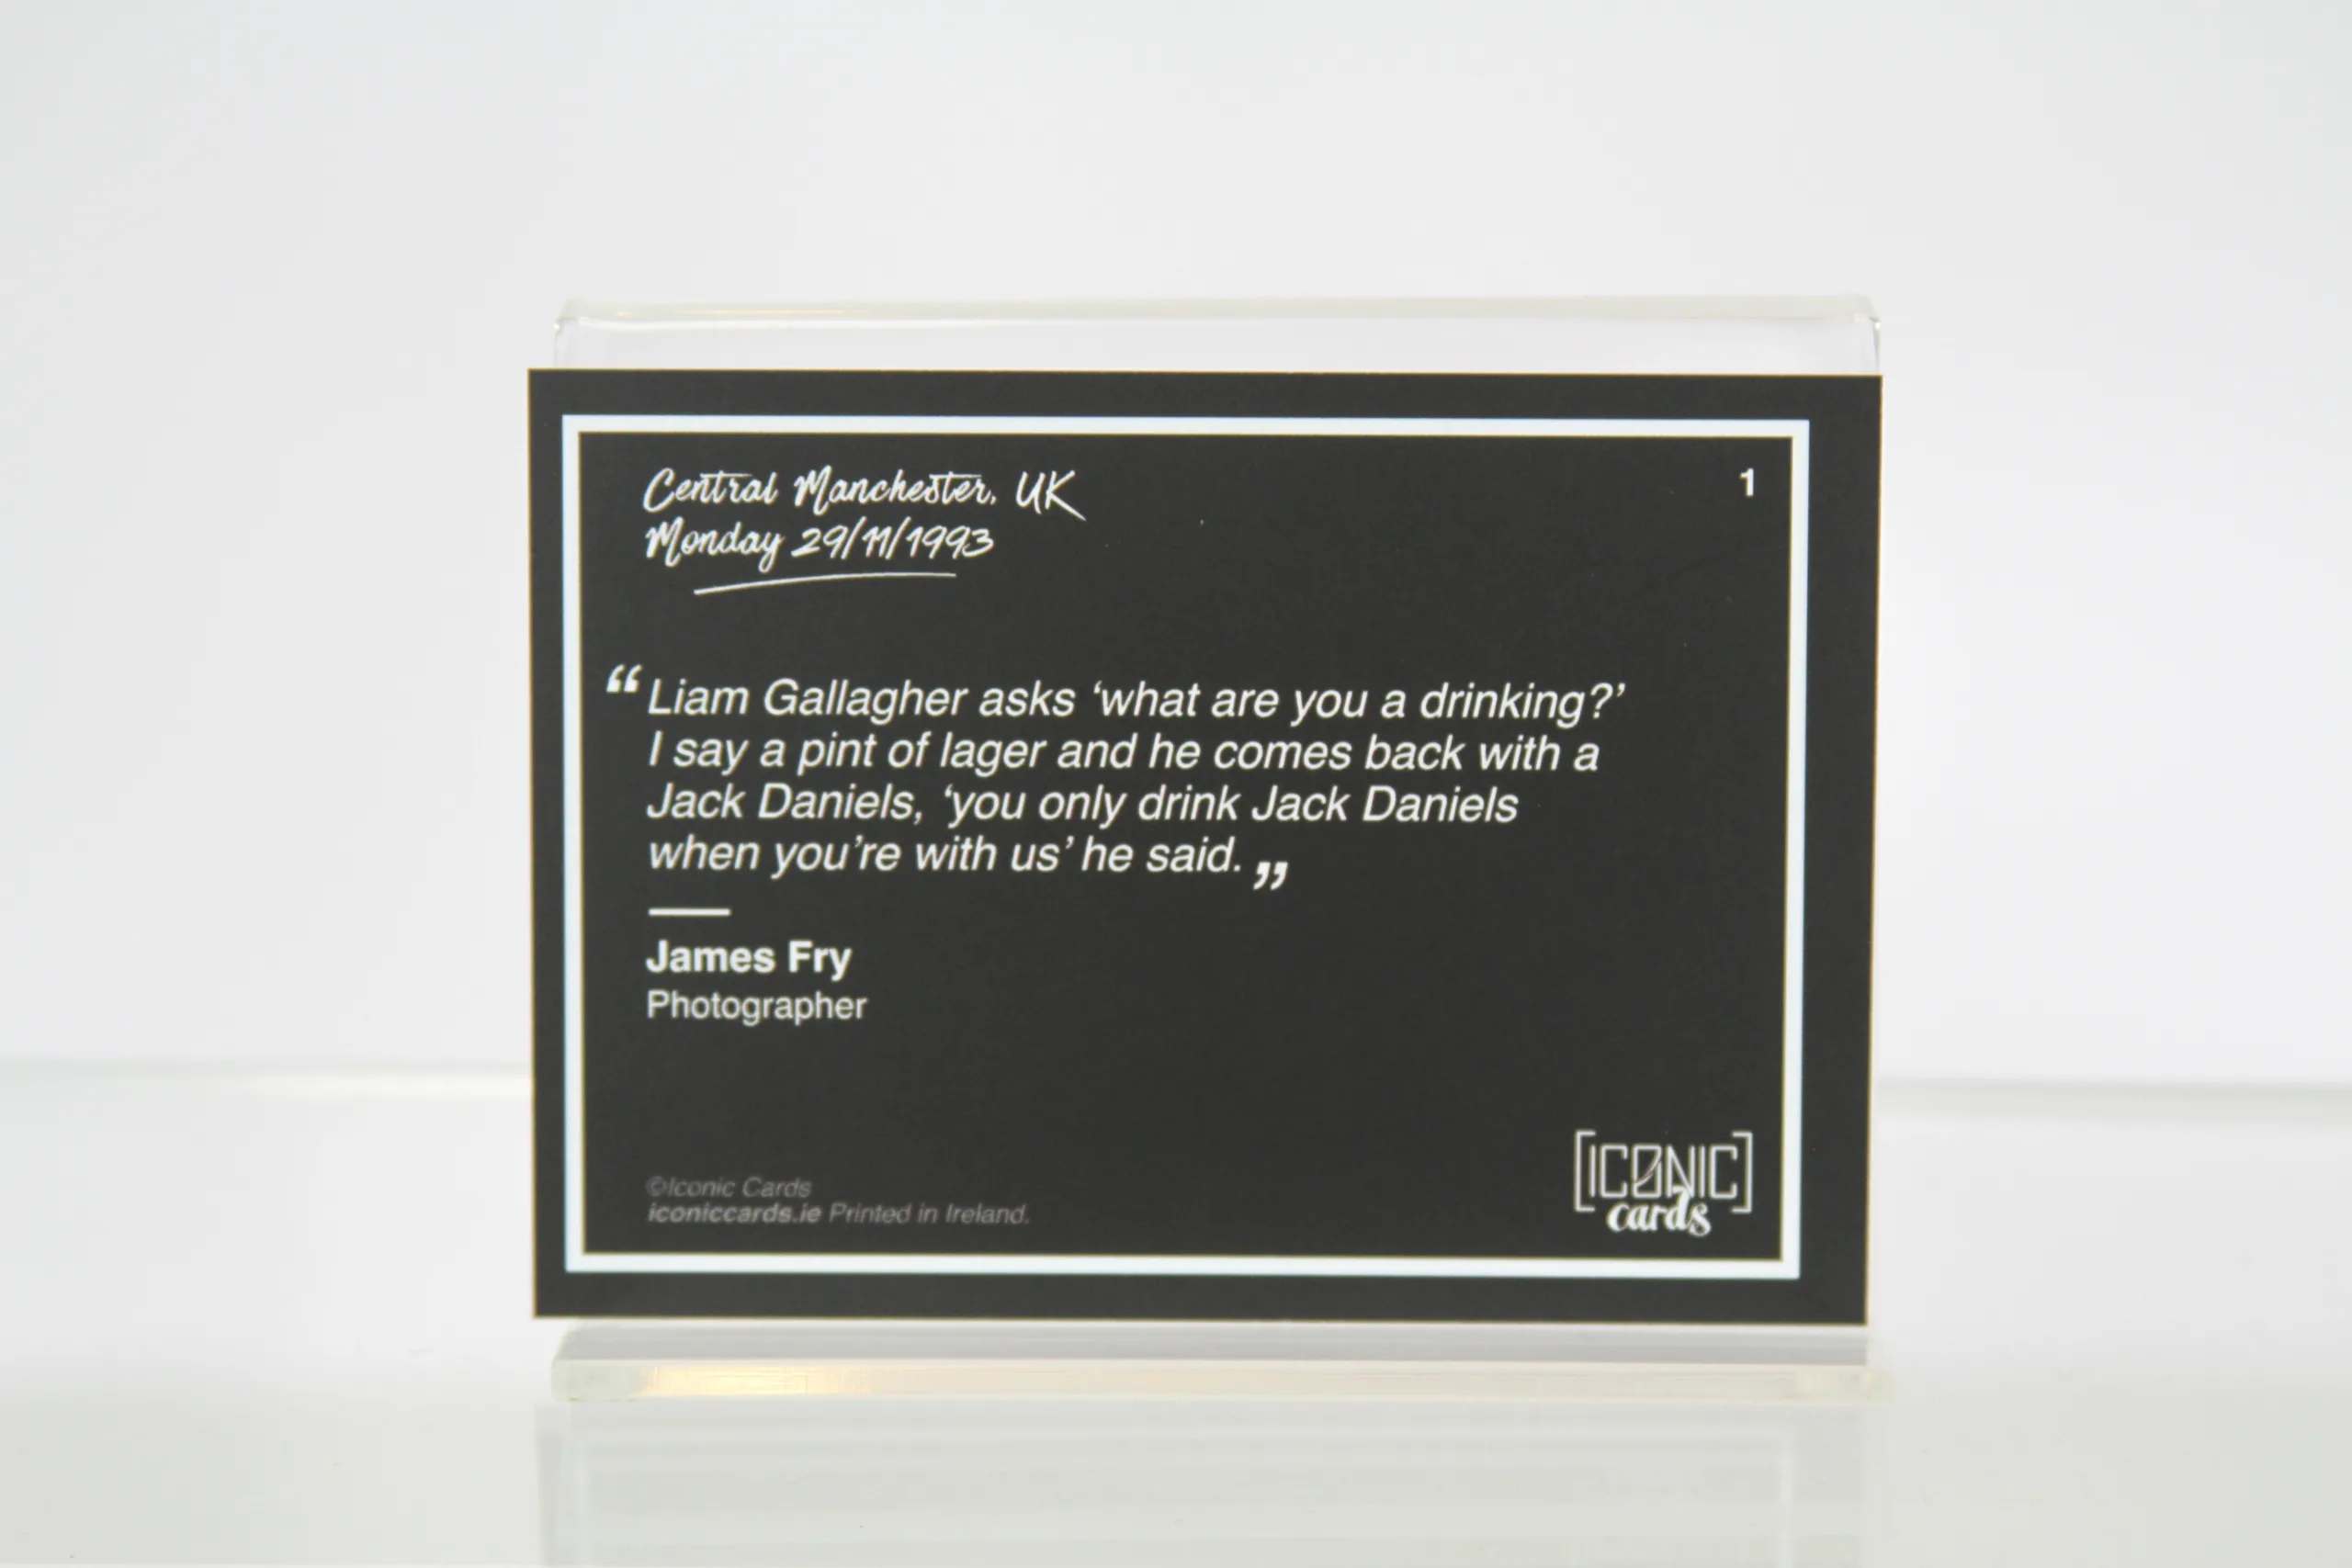 Central Manchester, UK
1
Monday 29/11/1993
“Liam Gallagher asks ‘what are you a drinking?’
I say a pint of lager and he comes back with a
Jack Daniels, ‘you only drink Jack Daniels
when you’re with us’ he said.”
James Fry
Photographer
©Iconic Cards
iconiccards.ie Printed in Ireland.
[ICONIC]
cards